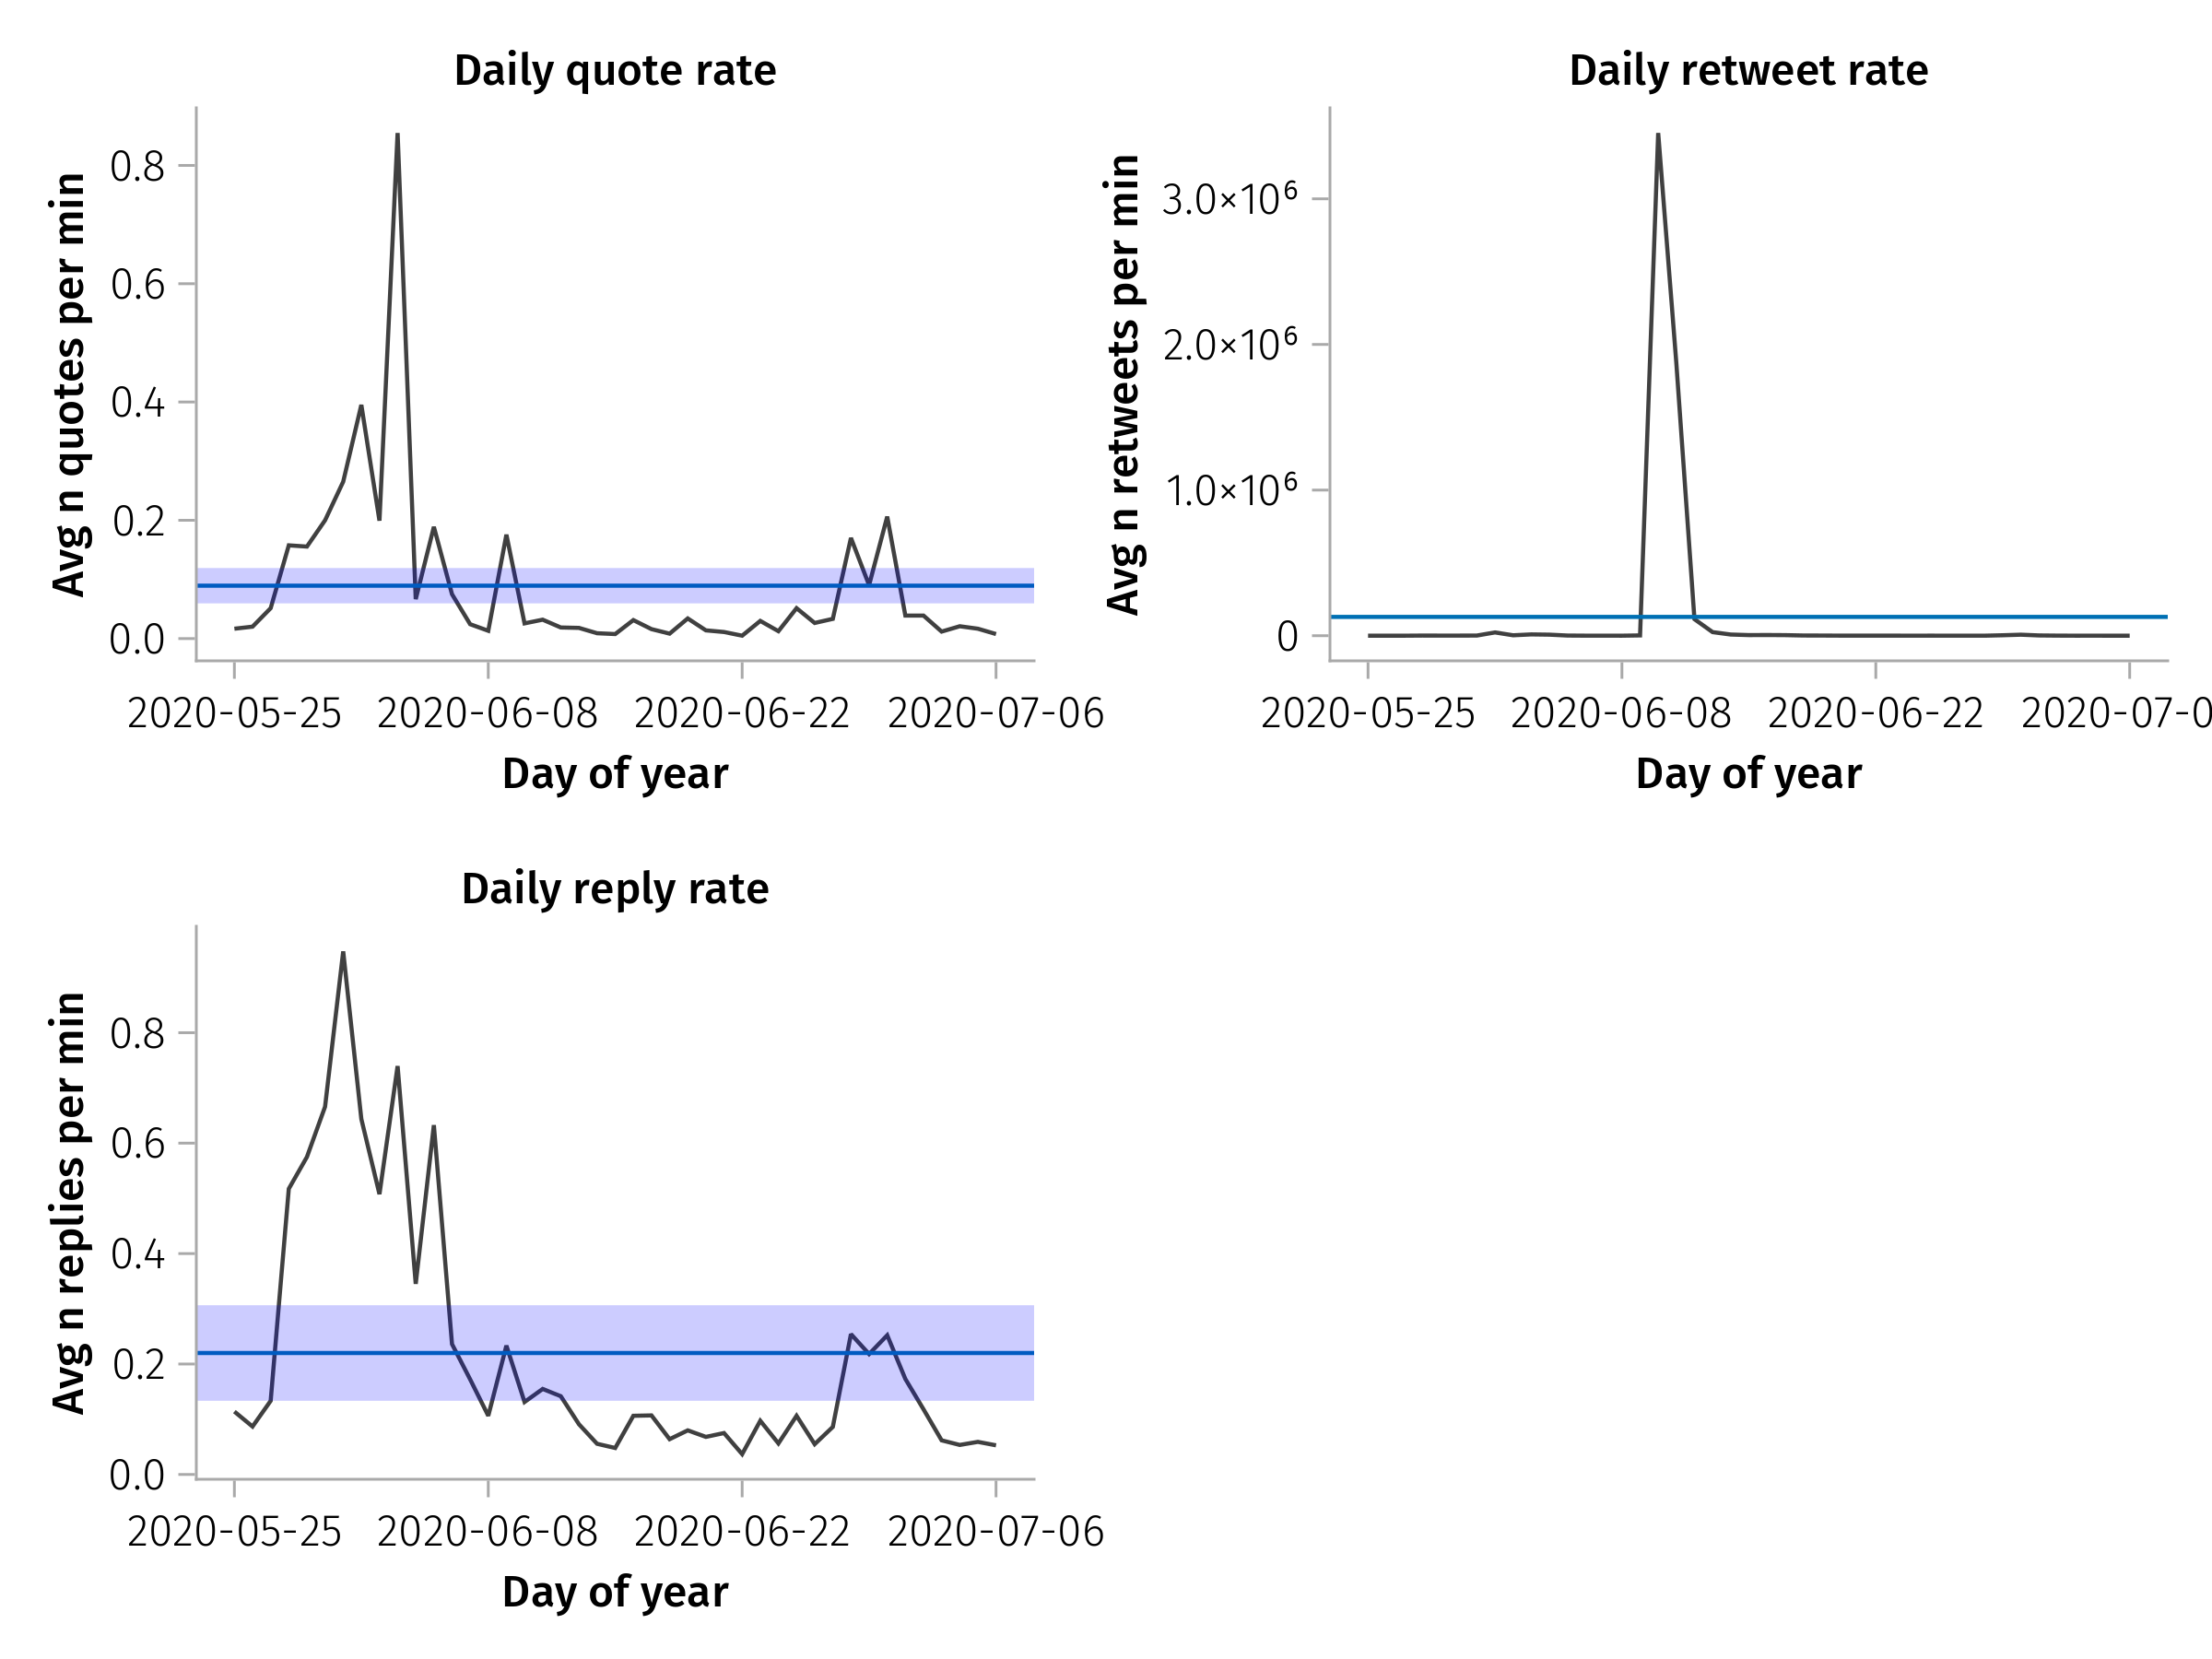 Daily quote rate
Avg n quotes per min
0.8
0.6
0.4
0.2
0.0
2020-05-25 2020-06-08 2020-06-22 2020-07-06
Day of year
Daily retweet rate
Avg n retweets per min
3.0×10⁶
2.0×10⁶
1.0×10⁶
0
2020-05-25 2020-06-08 2020-06-22 2020-07-0
Day of year
Daily reply rate
Avg n replies per min
0.8
0.6
0.4
0.2
0.0
2020-05-25 2020-06-08 2020-06-22 2020-07-06
Day of year